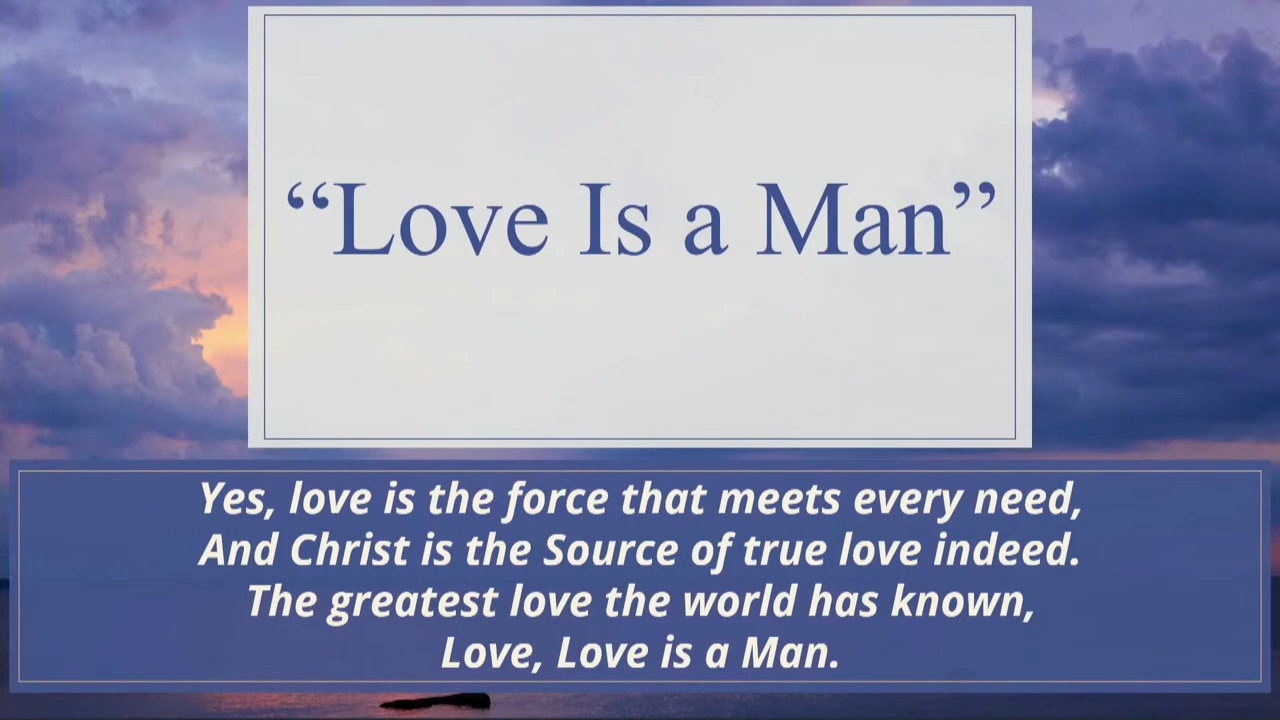 “Love Is a Man”
Yes, love is the force that meets every need,
And Christ is the Source of true love indeed.
The greatest love the world has known,
Love, Love is a Man.